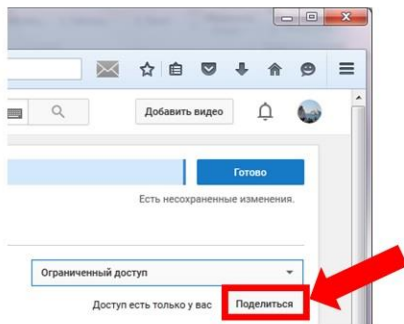 Добавить видео
Готово
Есть несохраненные изменения.
Ограниченный доступ
Доступ есть только у вас Поделиться